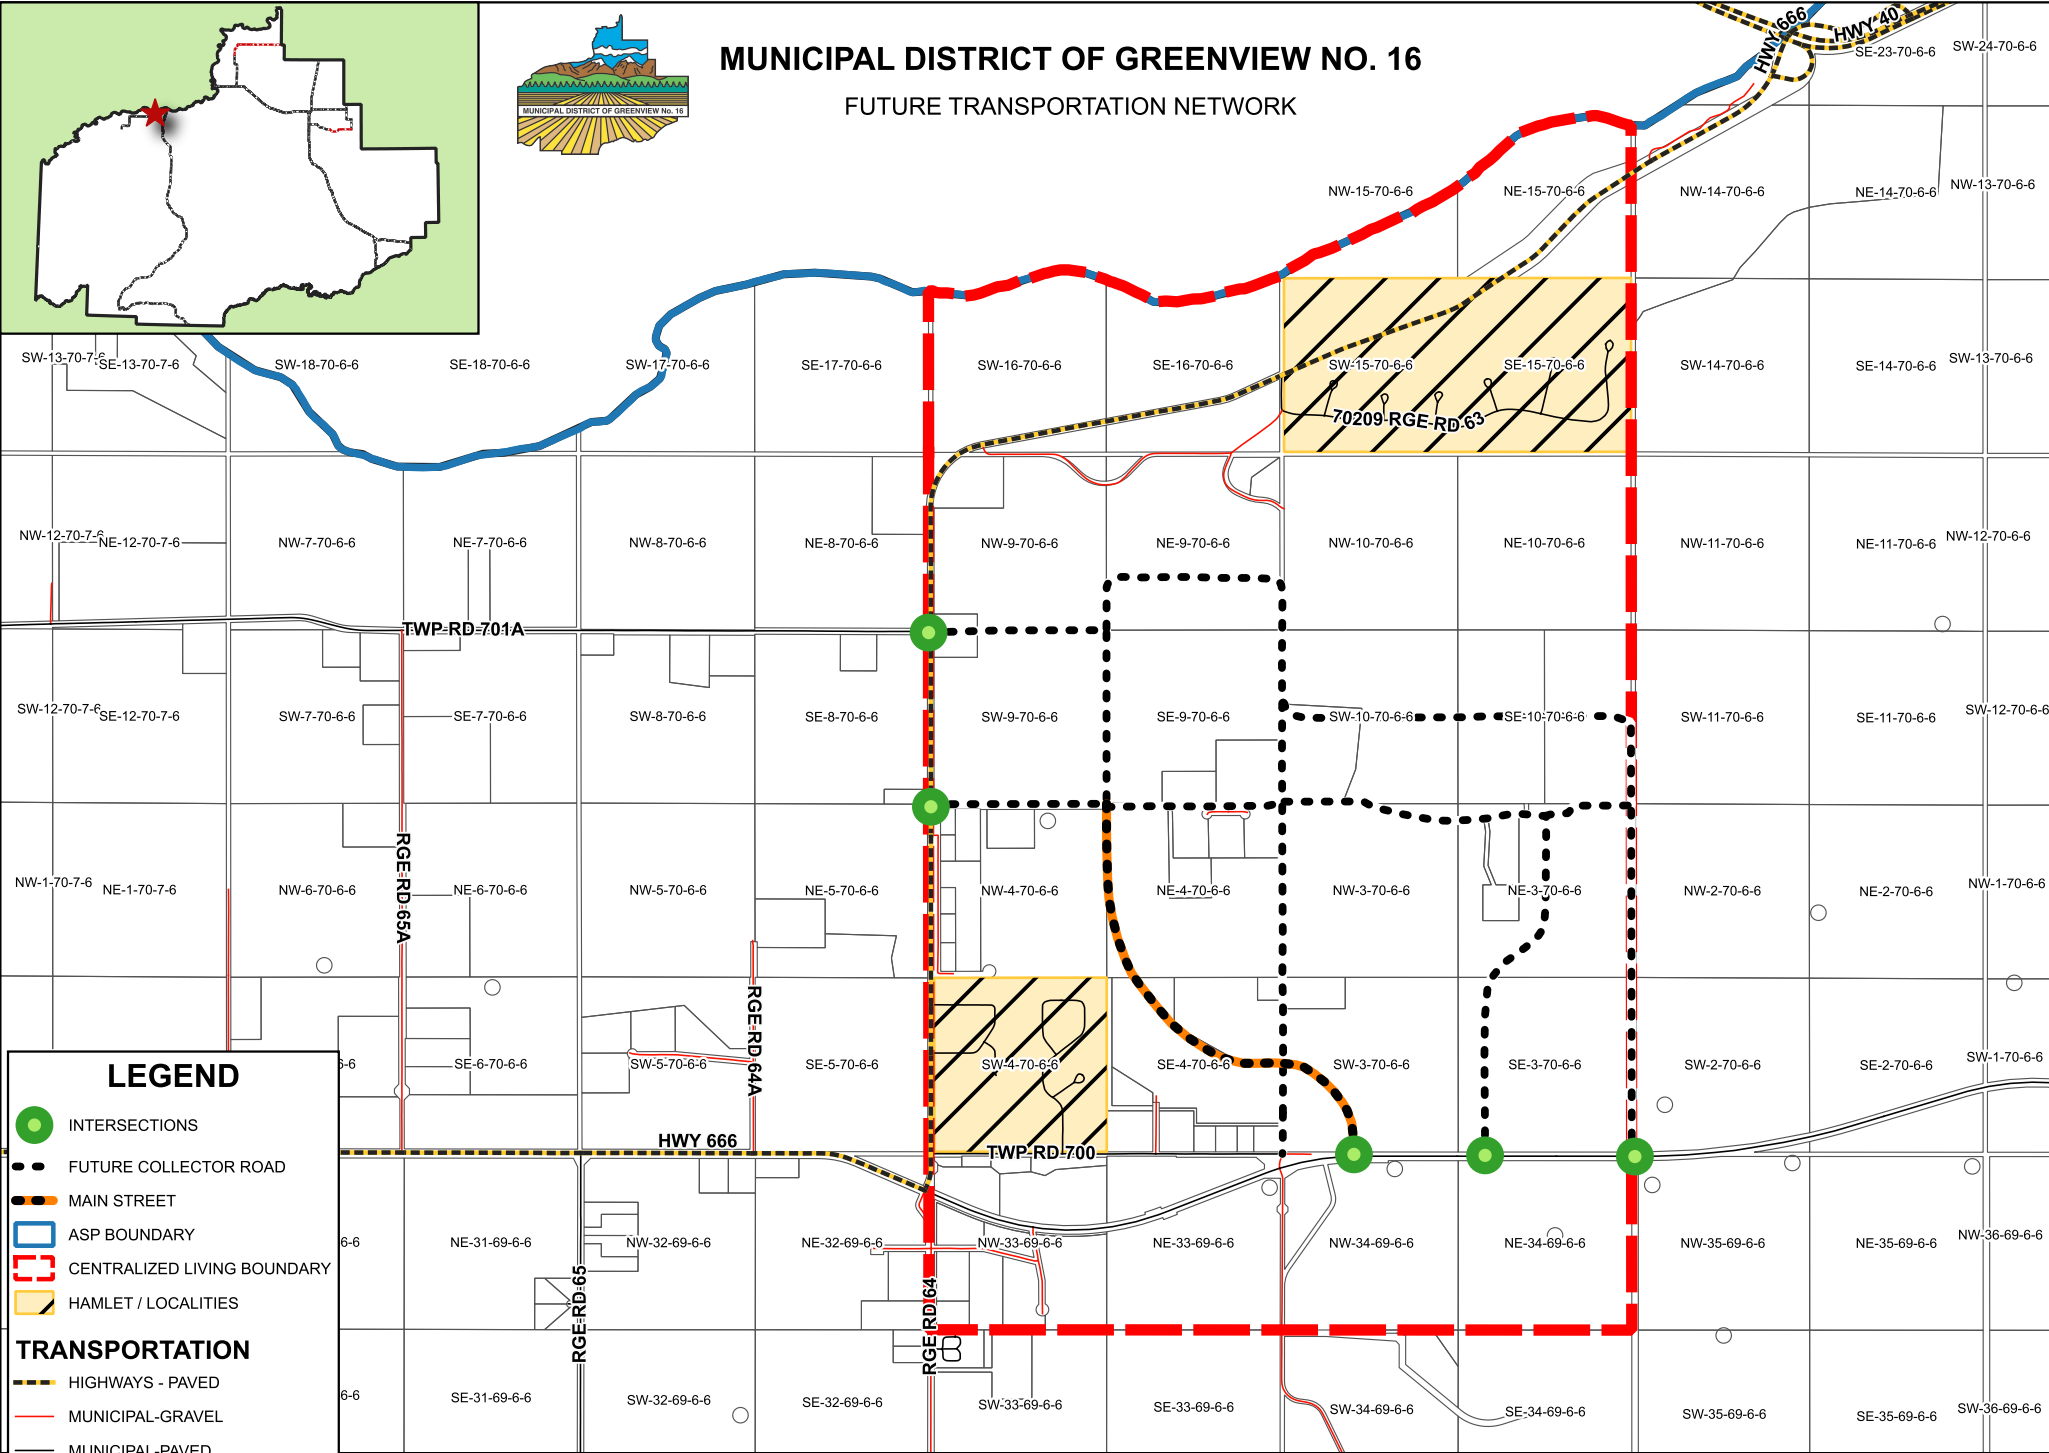 MUNICIPAL DISTRICT OF GREENVIEW NO. 16
FUTURE TRANSPORTATION NETWORK
MUNICIPAL DISTRICT OF GREENVIEW No. 16
HWY 666
HWY 40
SE-23-70-6-6
SW-24-70-6-6
NW-15-70-6-6
NE-15-70-6-6
NW-14-70-6-6
NE-14-70-6-6
NW-13-70-6-6
SW-13-70-7-6
SE-13-70-7-6
SW-18-70-6-6
SE-18-70-6-6
SW-17-70-6-6
SE-17-70-6-6
SW-16-70-6-6
SE-16-70-6-6
SW-15-70-6-6
SE-15-70-6-6
SW-14-70-6-6
SE-14-70-6-6
SW-13-70-6-6
70209 RGE RD 63
NW-12-70-7-6
NE-12-70-7-6
NW-7-70-6-6
NE-7-70-6-6
NW-8-70-6-6
NE-8-70-6-6
NW-9-70-6-6
NE-9-70-6-6
NW-10-70-6-6
NE-10-70-6-6
NW-11-70-6-6
NE-11-70-6-6
NW-12-70-6-6
TWP RD 701A
SW-12-70-7-6
SE-12-70-7-6
SW-7-70-6-6
SE-7-70-6-6
SW-8-70-6-6
SE-8-70-6-6
SW-9-70-6-6
SE-9-70-6-6
SW-10-70-6-6
SE-10-70-6-6
SW-11-70-6-6
SE-11-70-6-6
SW-12-70-6-6
RGE RD 65A
NW-1-70-7-6
NE-1-70-7-6
NW-6-70-6-6
NE-6-70-6-6
NW-5-70-6-6
NE-5-70-6-6
NW-4-70-6-6
NE-4-70-6-6
NW-3-70-6-6
NE-3-70-6-6
NW-2-70-6-6
NE-2-70-6-6
NW-1-70-6-6
RGE RD 64A
6-6
SE-6-70-6-6
SW-5-70-6-6
SE-5-70-6-6
SW-4-70-6-6
SE-4-70-6-6
SW-3-70-6-6
SE-3-70-6-6
SW-2-70-6-6
SE-2-70-6-6
SW-1-70-6-6
HWY 666
TWP RD 700
6-6
NE-31-69-6-6
NW-32-69-6-6
NE-32-69-6-6
NW-33-69-6-6
NE-33-69-6-6
NW-34-69-6-6
NE-34-69-6-6
NW-35-69-6-6
NE-35-69-6-6
NW-36-69-6-6
RGE RD 65
RGE RD 64
6-6
SE-31-69-6-6
SW-32-69-6-6
SE-32-69-6-6
SW-33-69-6-6
SE-33-69-6-6
SW-34-69-6-6
SE-34-69-6-6
SW-35-69-6-6
SE-35-69-6-6
SW-36-69-6-6
LEGEND
INTERSECTIONS
FUTURE COLLECTOR ROAD
MAIN STREET
ASP BOUNDARY
CENTRALIZED LIVING BOUNDARY
HAMLET / LOCALITIES
TRANSPORTATION
HIGHWAYS - PAVED
MUNICIPAL-GRAVEL
MUNICIPAL-PAVED